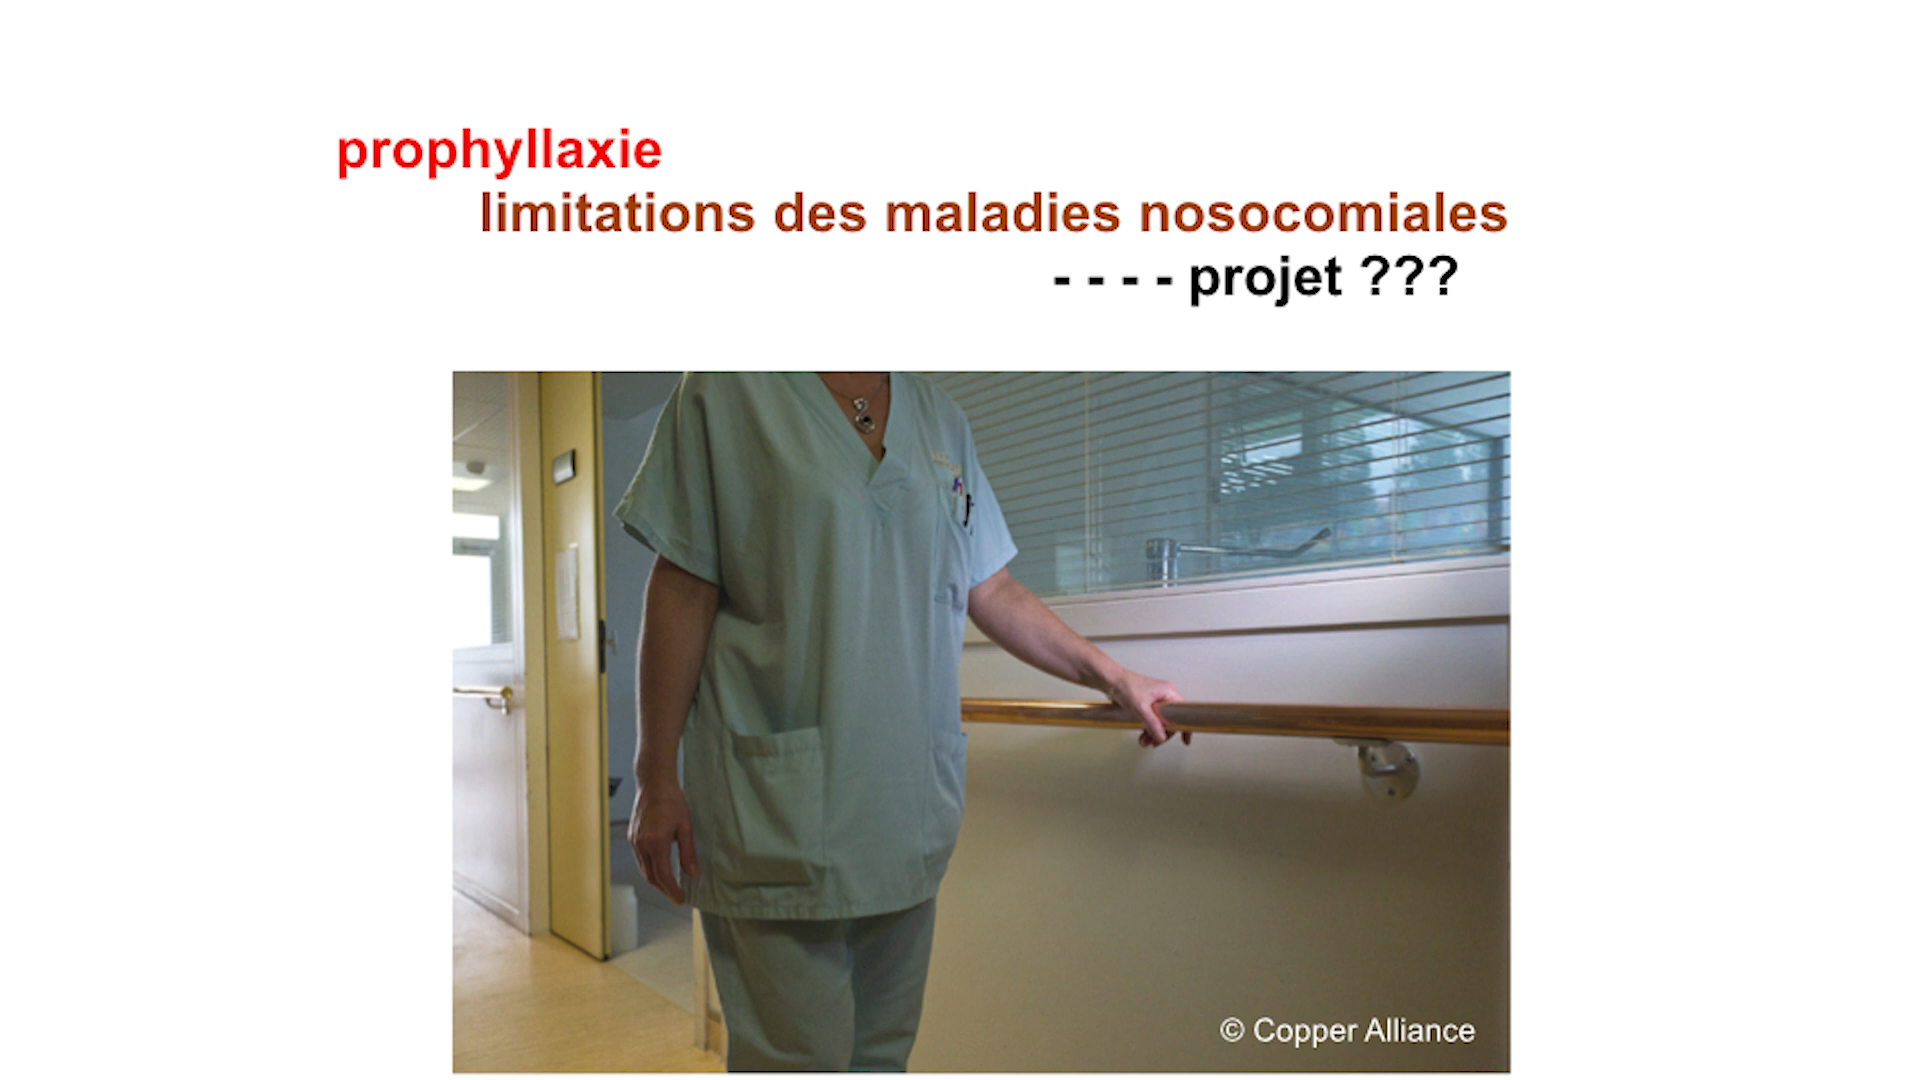 prophyllaxie
limitations des maladies nosocomiales
- - - - projet ???
© Copper Alliance